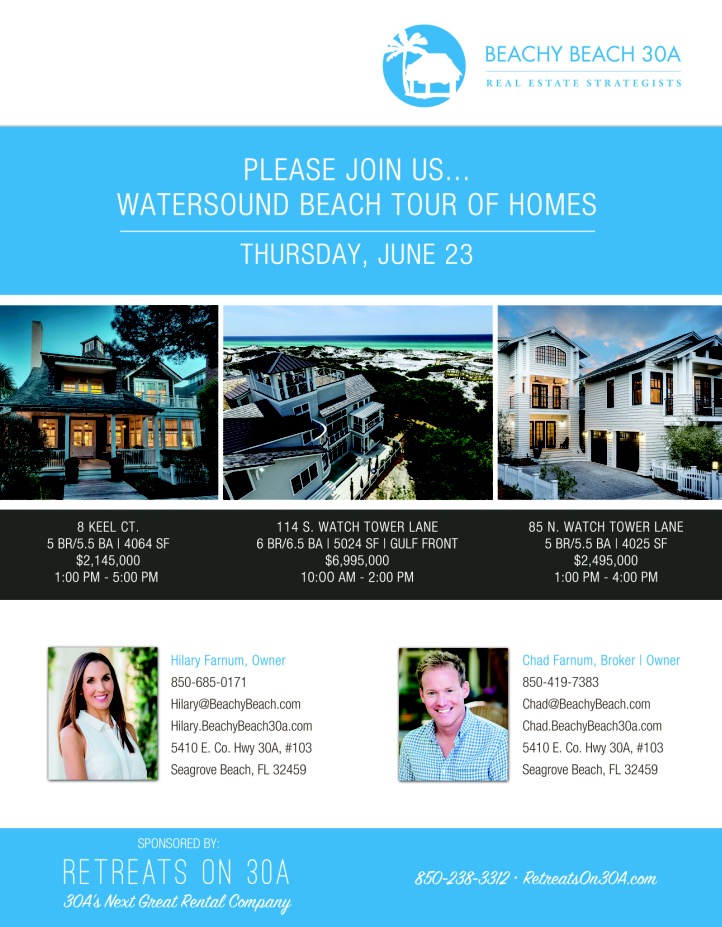 BEACHY BEACH 30A
REAL ESTATE STRATEGISTS
PLEASE JOIN US...
WATERSOUND BEACH TOUR OF HOMES
THURSDAY, JUNE 23
8 KEEL CT.
5 BR/5.5 BA | 4064 SF
$2,145,000
1:00 PM - 5:00 PM
114 S. WATCH TOWER LANE
6 BR/6.5 BA | 5024 SF | GULF FRONT
$6,995,000
10:00 AM - 2:00 PM
85 N. WATCH TOWER LANE
5 BR/5.5 BA | 4025 SF
$2,495,000
1:00 PM - 4:00 PM
Hilary Farnum, Owner
850-685-0171
Hilary@BeachyBeach.com
Hilary.BeachyBeach30a.com
5410 E. Co. Hwy 30A, #103
Seagrove Beach, FL 32459
Chad Farnum, Broker | Owner
850-419-7383
Chad@BeachyBeach.com
Chad.BeachyBeach30a.com
5410 E. Co. Hwy 30A, #103
Seagrove Beach, FL 32459
SPONSORED BY:
RETREATS ON 30A
30A's Next Great Rental Company
850-238-3312 · RetreatsOn30A.com